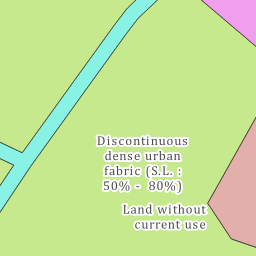 Discontinuous
dense urban
fabric (S.L. :
50% - 80%)
Land without
current use